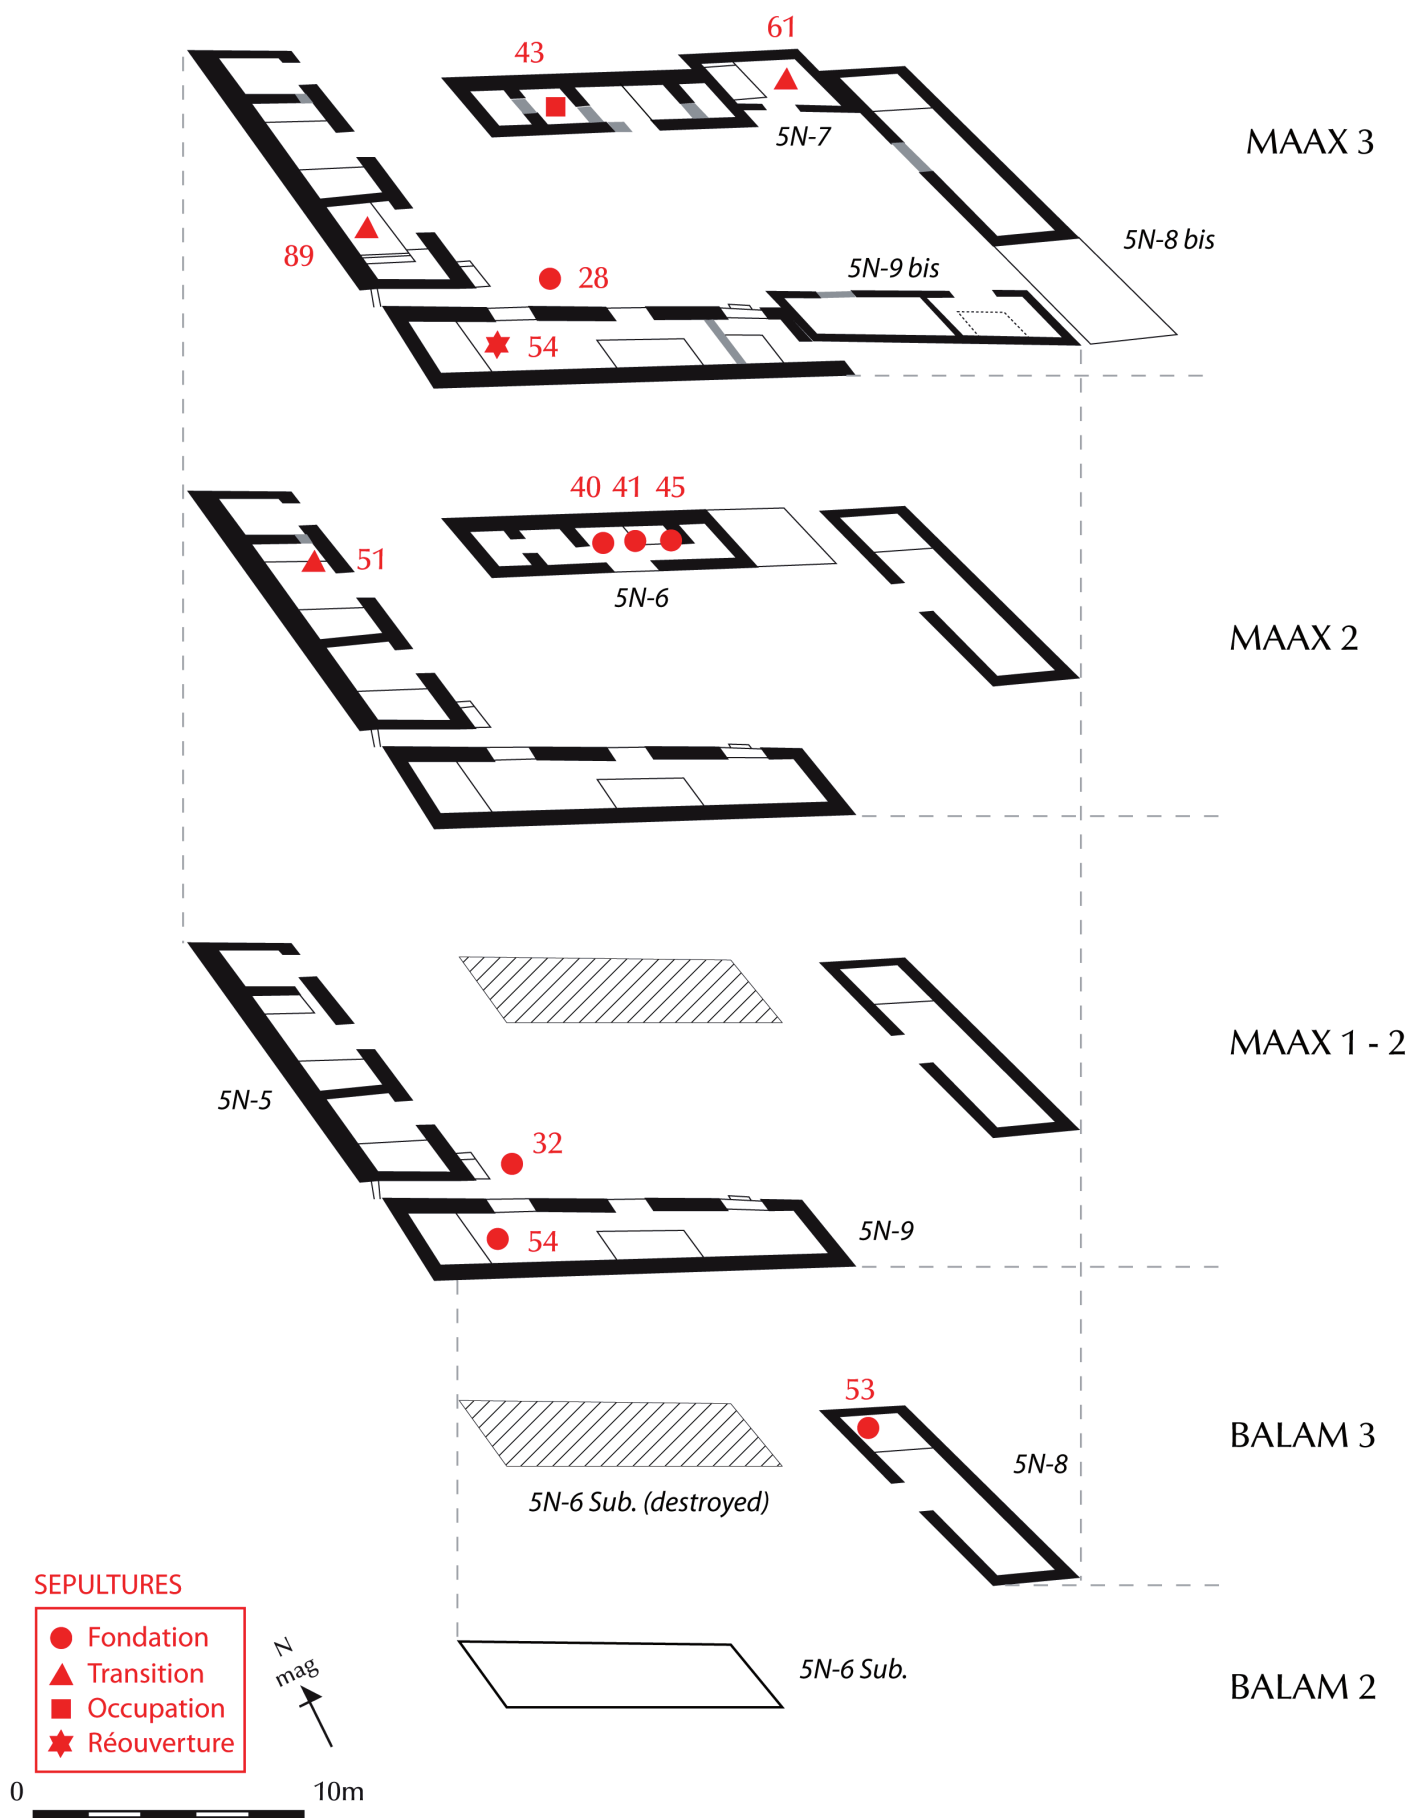 61
43
5N-7
MAAX 3
5N-8 bis
89
28
5N-9 bis
54
40 41 45
51
5N-6
MAAX 2
MAAX 1 - 2
5N-5
32
54
5N-9
53
BALAM 3
5N-8
5N-6 Sub. (destroyed)
SEPULTURES
Fondation
Transition
Occupation
Réouverture
N
mag
5N-6 Sub.
BALAM 2
0 10m